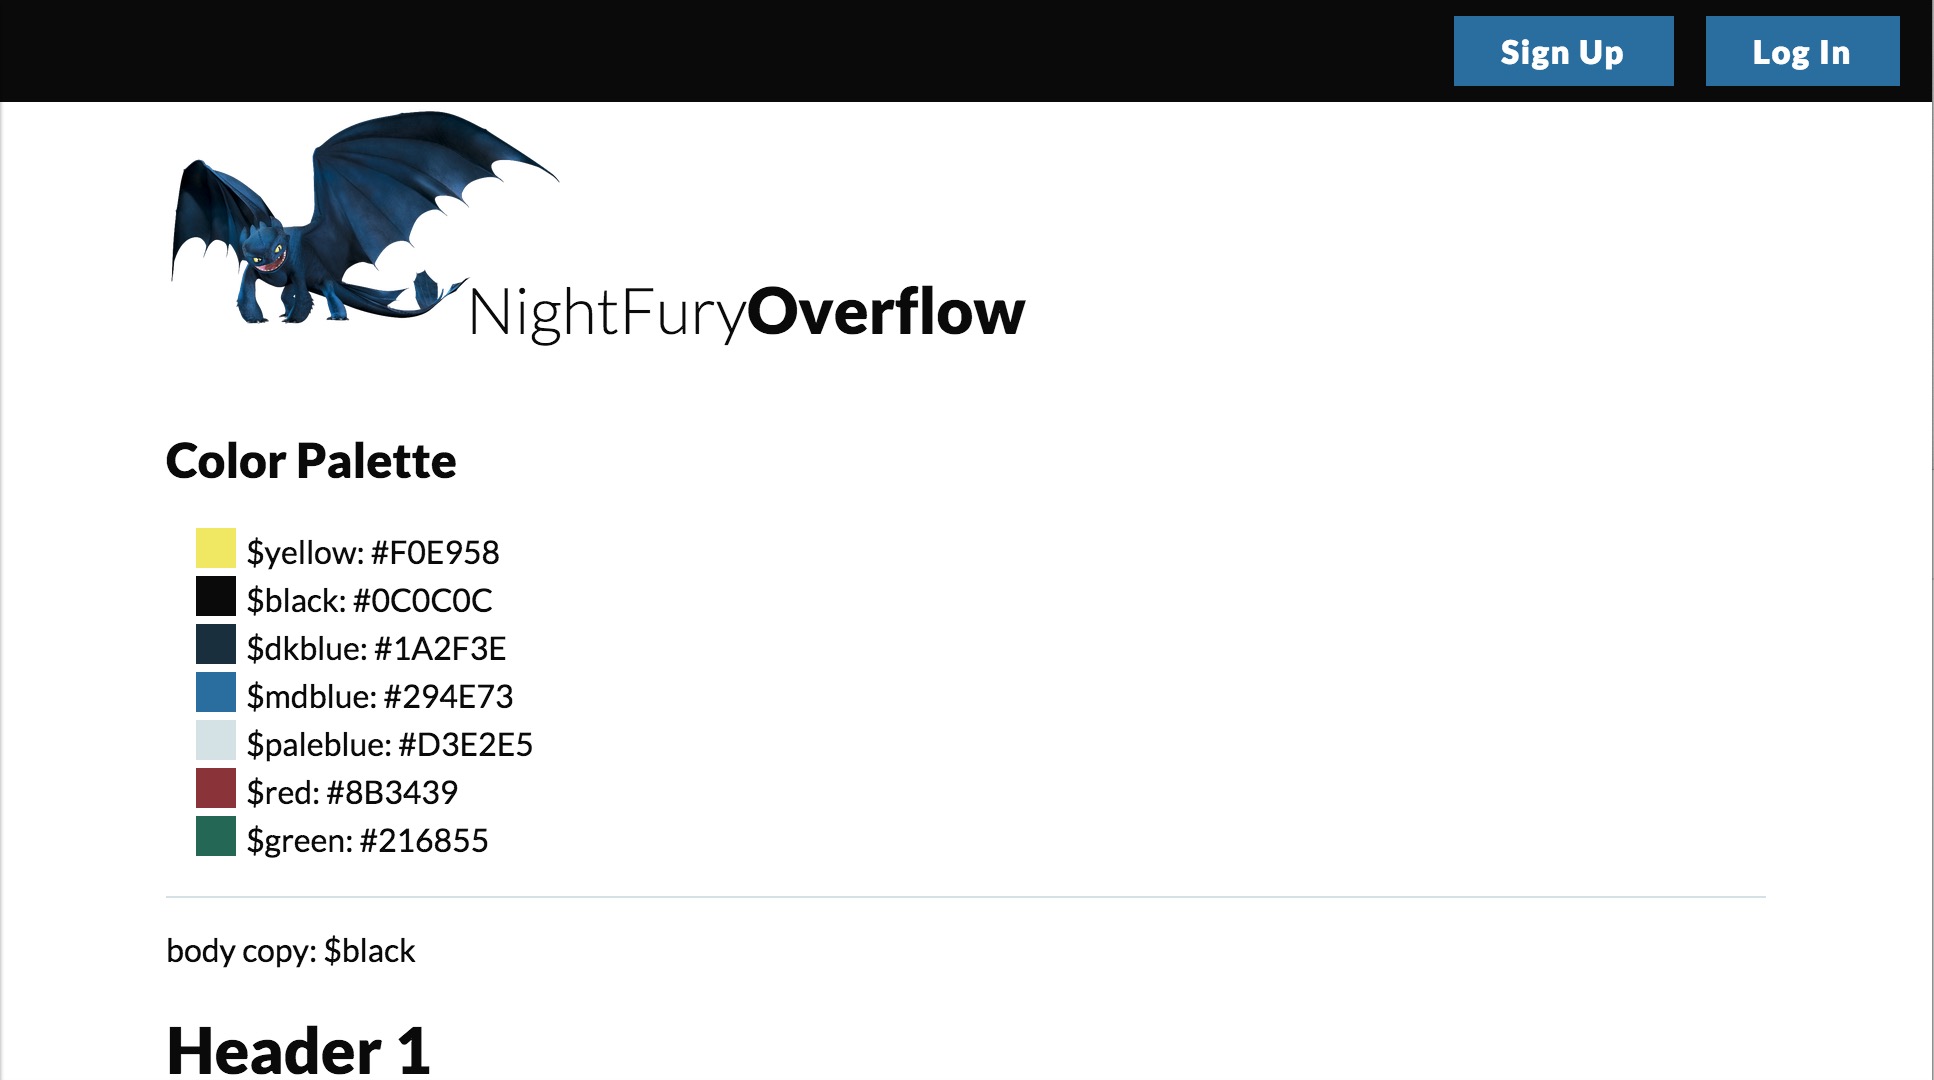 Sign Up Log In
NightFuryOverflow
Color Palette
$yellow: #F0E958
$black: #0C0C0C
$dkblue: #1A2F3E
$mdblue: #294E73
$paleblue: #D3E2E5
$red: #8B3439
$green: #216855
body copy: $black
Header 1